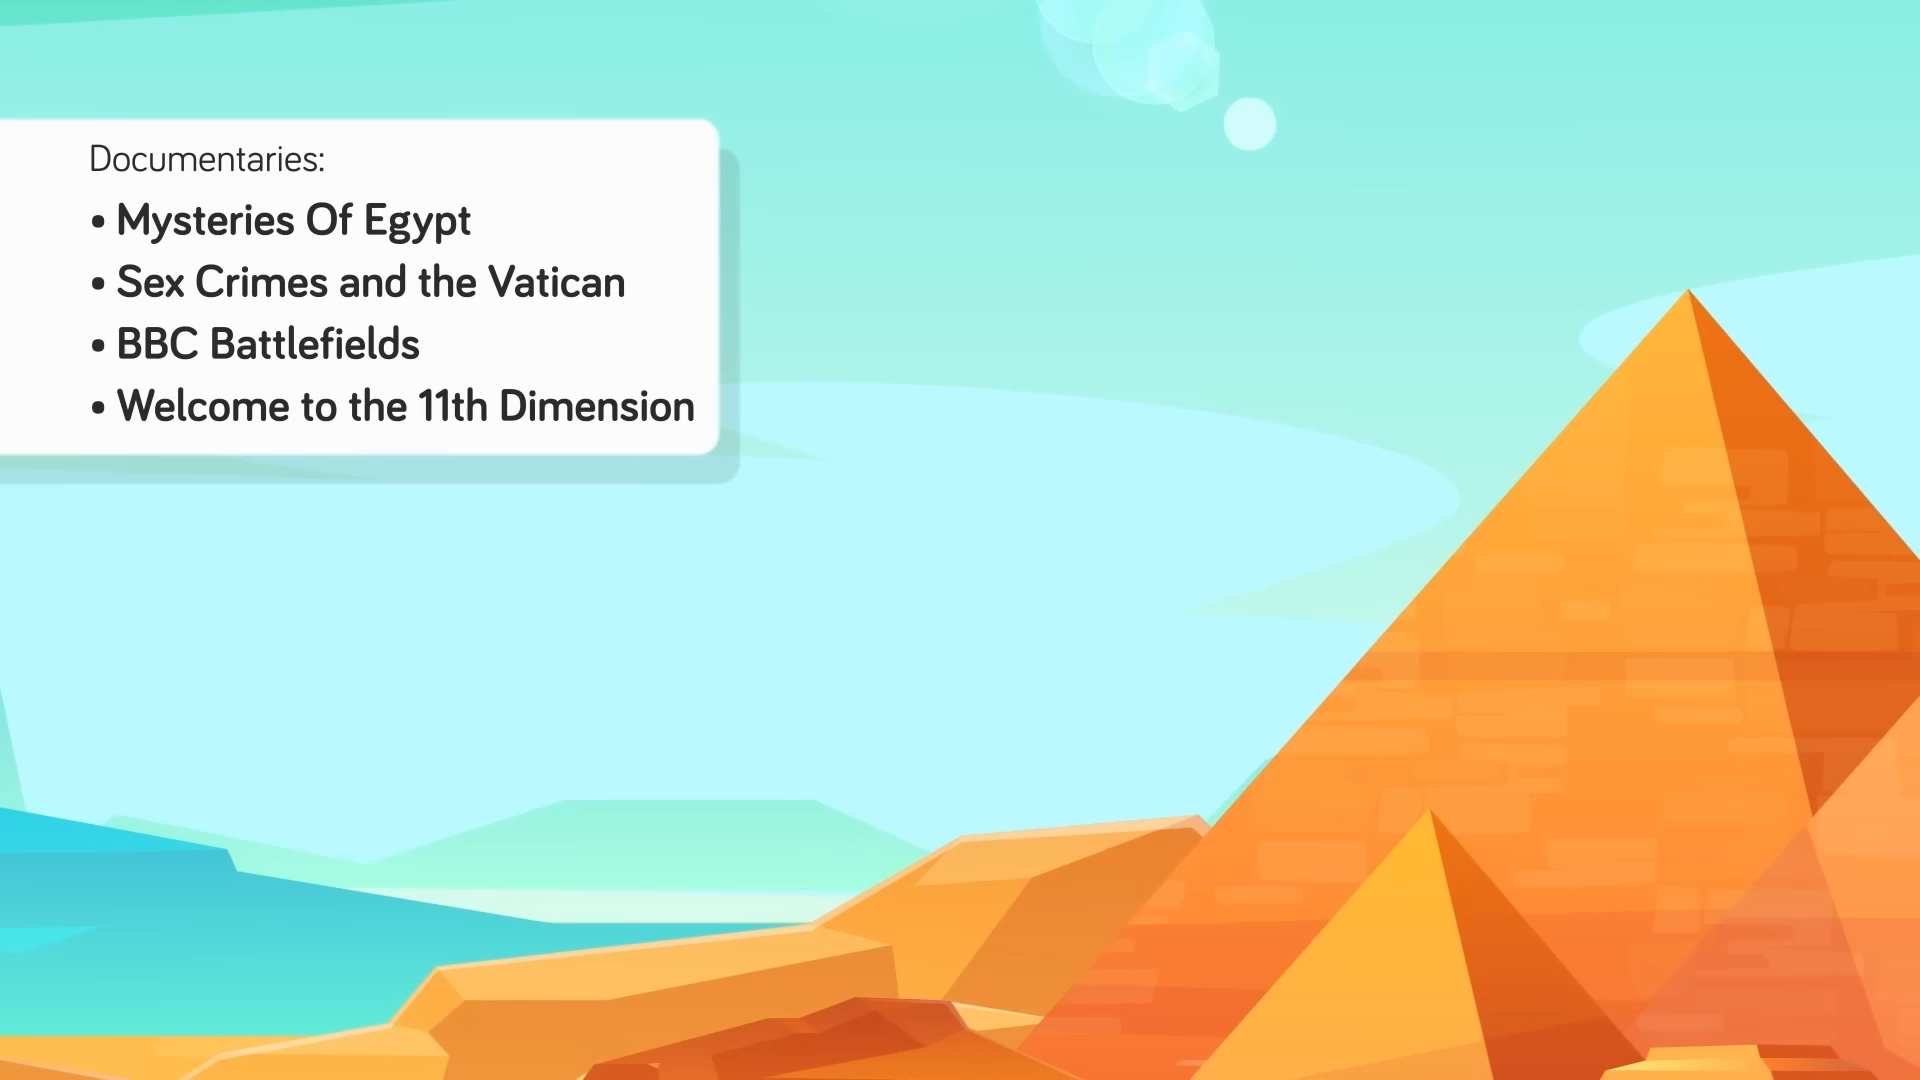 Documentaries:
• Mysteries Of Egypt
• Sex Crimes and the Vatican
• BBC Battlefields
• Welcome to the 11th Dimension